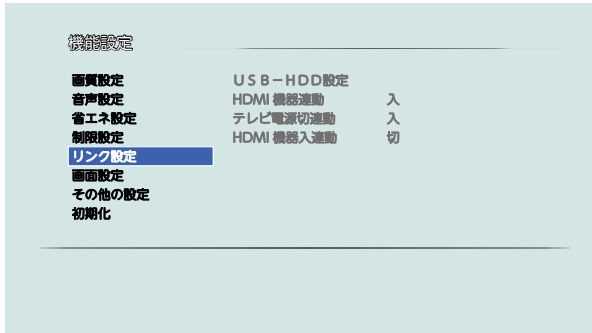 機能設定
画質設定
音声設定
省エネ設定
制限設定
リンク設定
画面設定
その他の設定
初期化
USB-HDD設定
HDMI 機器連動 入
テレビ電源切連動 入
HDMI 機器入連動 切